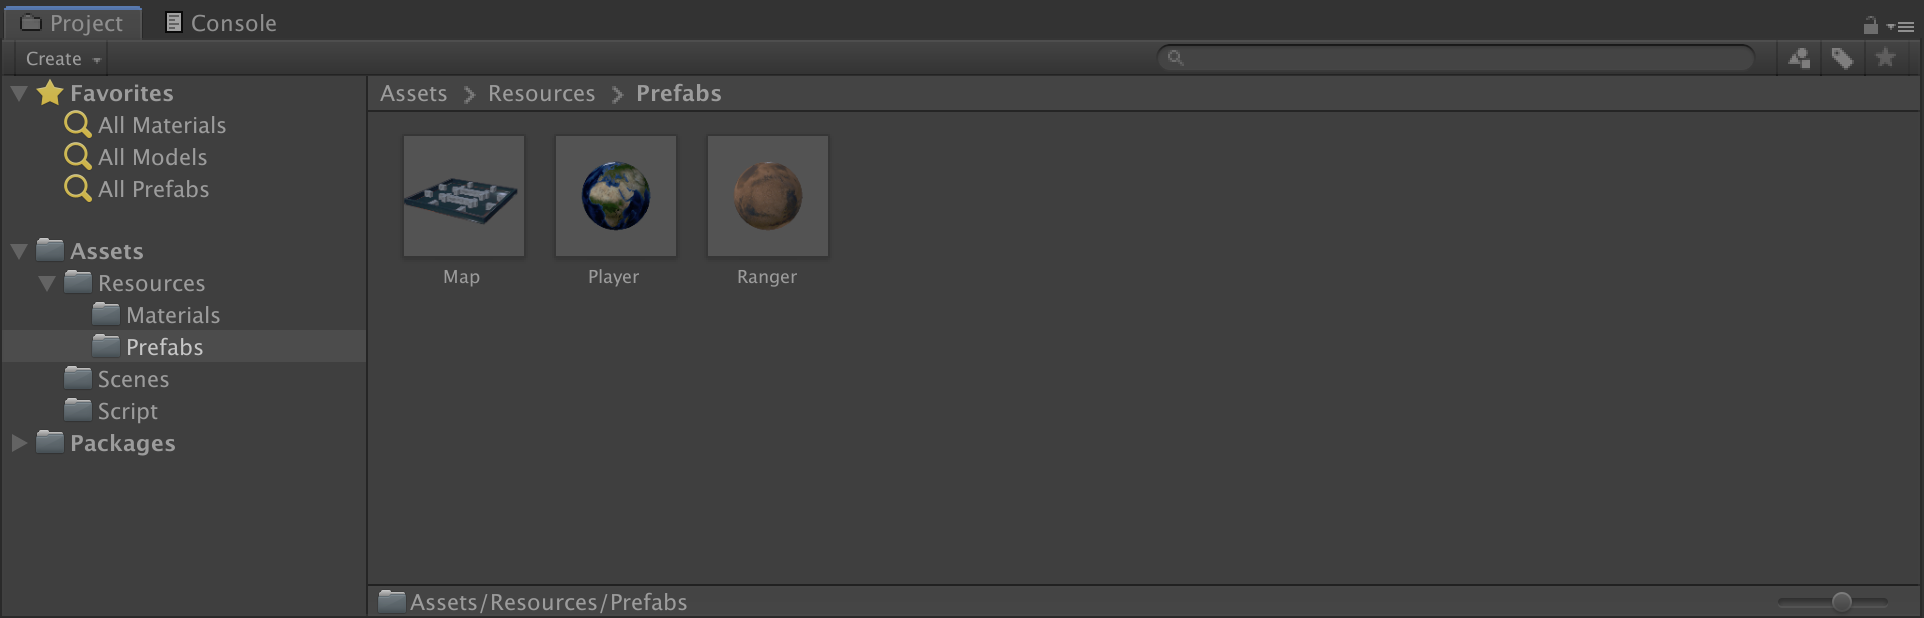 Project Console
Create
Favorites
All Materials
All Models
All Prefabs
Assets
Resources
Materials
Prefabs
Scenes
Script
Packages
Assets Resources Prefabs
Map Player Ranger
Assets/Resources/Prefabs